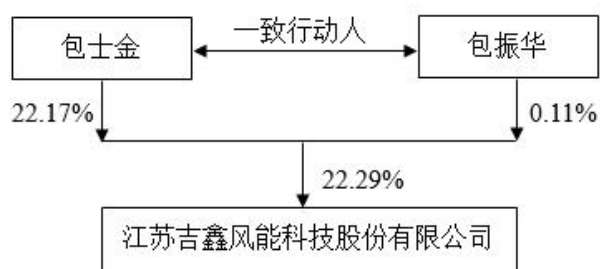 包士金
一致行动人
包振华
22.17%
0.11%
22.29%
江苏吉鑫风能科技股份有限公司